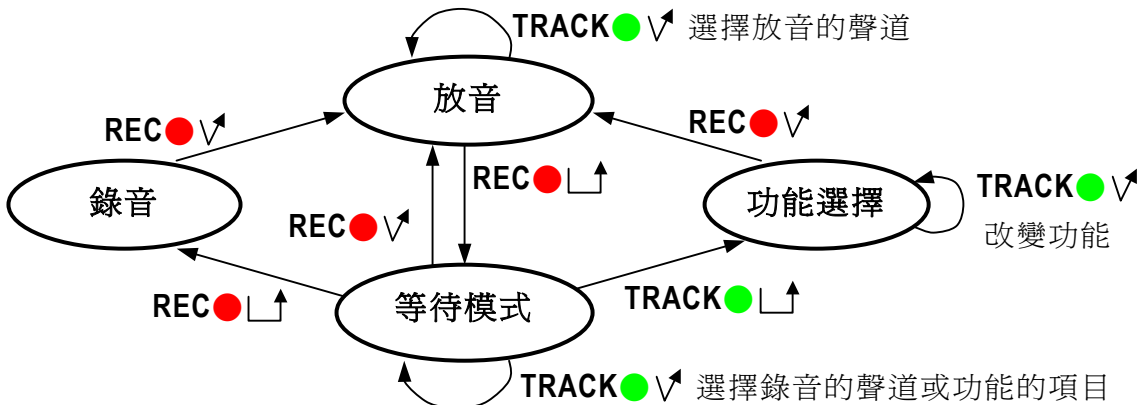 TRACK 選擇放音的聲道
放音
REC
REC
REC
TRACK
錄音
功能選擇
REC
改變功能
REC
等待模式
TRACK
TRACK 選擇錄音的聲道或功能的項目